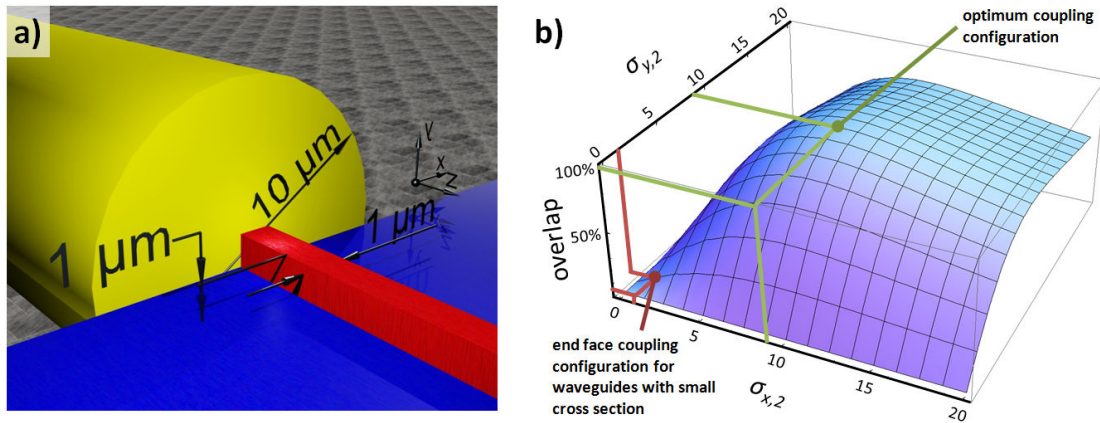 a)
10 µm
1 µm
1 µm
y
x
z
b)
optimum coupling
configuration
σy,2
20
15
10
5
0
100%
50%
overlap
0
5
10
15
20
σx,2
end face coupling
configuration for
waveguides with small
cross section